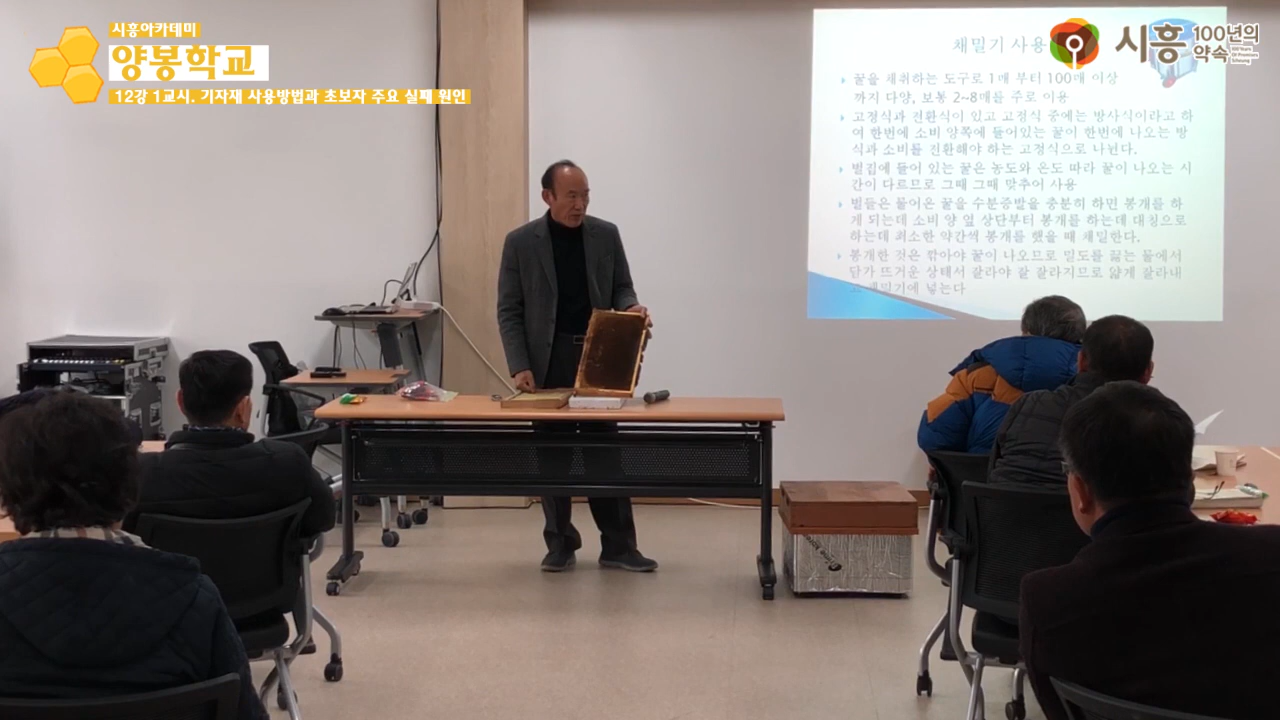 시흥아카데미
양봉학교
12강 1교시. 기자재 사용방법과 초보자 주요 실패 원인
시흥 100년의 약속
채밀기 사용
꿀을 채취하는 도구로 1매 부터 100매 이상
까지 다양, 보통 2~8매를 주로 이용
고정식과 전환식이 있고 고정식 중에는 방사식이라고 하
여 한번에 소비 양쪽에 들어있는 꿀이 한번에 나오는 방
식과 소비를 전환해야 하는 고정식으로 나뉜다.
벌집에 들어 있는 꿀은 농도와 온도 따라 꿀이 나오는 시
간이 다르므로 그때 그때 맞추어 사용
벌들은 물어온 꿀을 수분증발을 충분히 하면 봉개를 하
게 되는데 소비 양 옆 상단부터 봉개를 하는데 대칭으로
하는데 최소한 약간색 봉개를 했을 때 채밀한다.
봉개한 것은 깎아야 꿀이 나오므로 밀도를 끓는 물에서
담가 뜨거운 상태서 잘라야 잘 잘라지므로 얇게 잘라내
채밀기에 넣는다